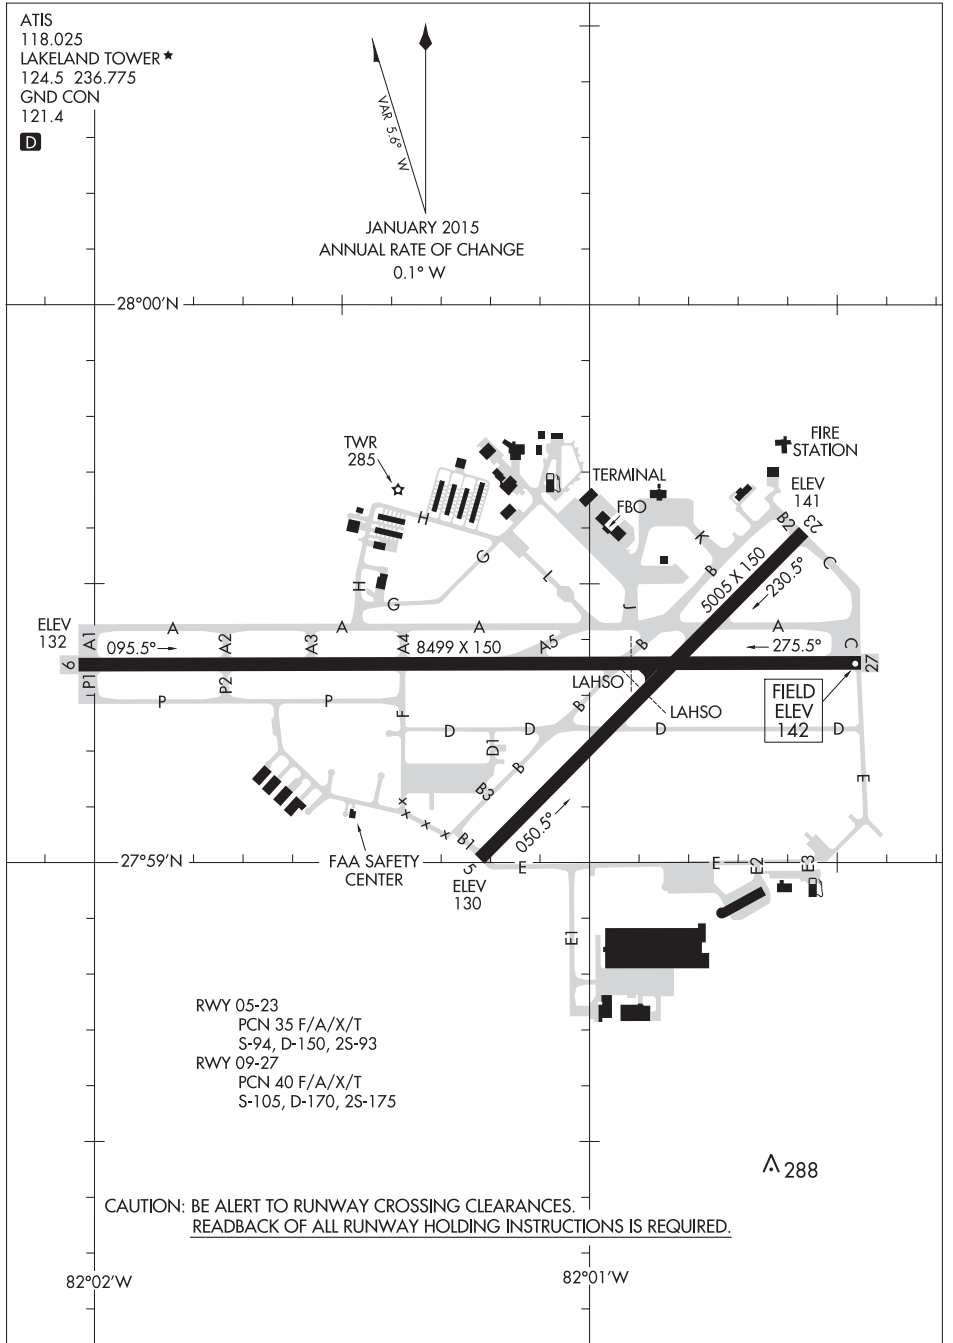 ATIS
118.025
LAKELAND TOWER ★
124.5 236.775
GND CON
121.4
D
VAR 5.6° W
JANUARY 2015
ANNUAL RATE OF CHANGE
0.1° W
28°00'N
TWR
285
FIRE
STATION
TERMINAL
FBO
ELEV
141
B2
23
H
K
C
G
B
5005 X 150
230.5°
L
H
G
J
ELEV
132
A1
A
A2
A3
A
A4
A
A5
B
A
C
9
095.5°
8499 X 150
275.5°
27
P1
P
P2
P
F
LAHSO
LAHSO
B
FIELD
ELEV
142
D
D
D
D
D1
B
B3
E
050.5°
B1
x
x
x
x
27°59'N
FAA SAFETY
CENTER
5
ELEV
130
E
E
E2
E3
E1
RWY 05-23
PCN 35 F/A/X/T
S-94, D-150, 2S-93
RWY 09-27
PCN 40 F/A/X/T
S-105, D-170, 2S-175
288
CAUTION: BE ALERT TO RUNWAY CROSSING CLEARANCES.
READBACK OF ALL RUNWAY HOLDING INSTRUCTIONS IS REQUIRED.
82°02'W
82°01'W